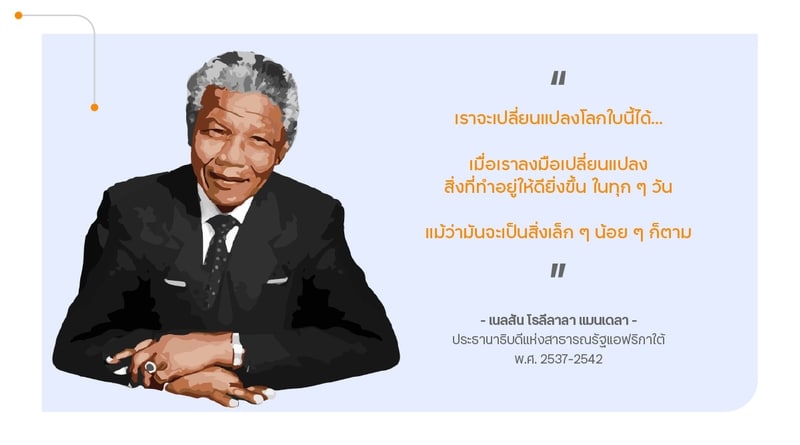 "
เราจะเปลี่ยนแปลงโลกใบนี้ได้...
เมื่อเราลงมือเปลี่ยนแปลง
สิ่งที่ทำอยู่ให้ดียิ่งขึ้น ในทุก ๆ วัน
แม้ว่ามันจะเป็นสิ่งเล็ก ๆ น้อย ๆ ก็ตาม
"
- เนลสัน โรลีลาลา แมนเดลา -
ประธานาธิบดีแห่งสาธารณรัฐแอฟริกาใต้
พ.ศ. 2537-2542